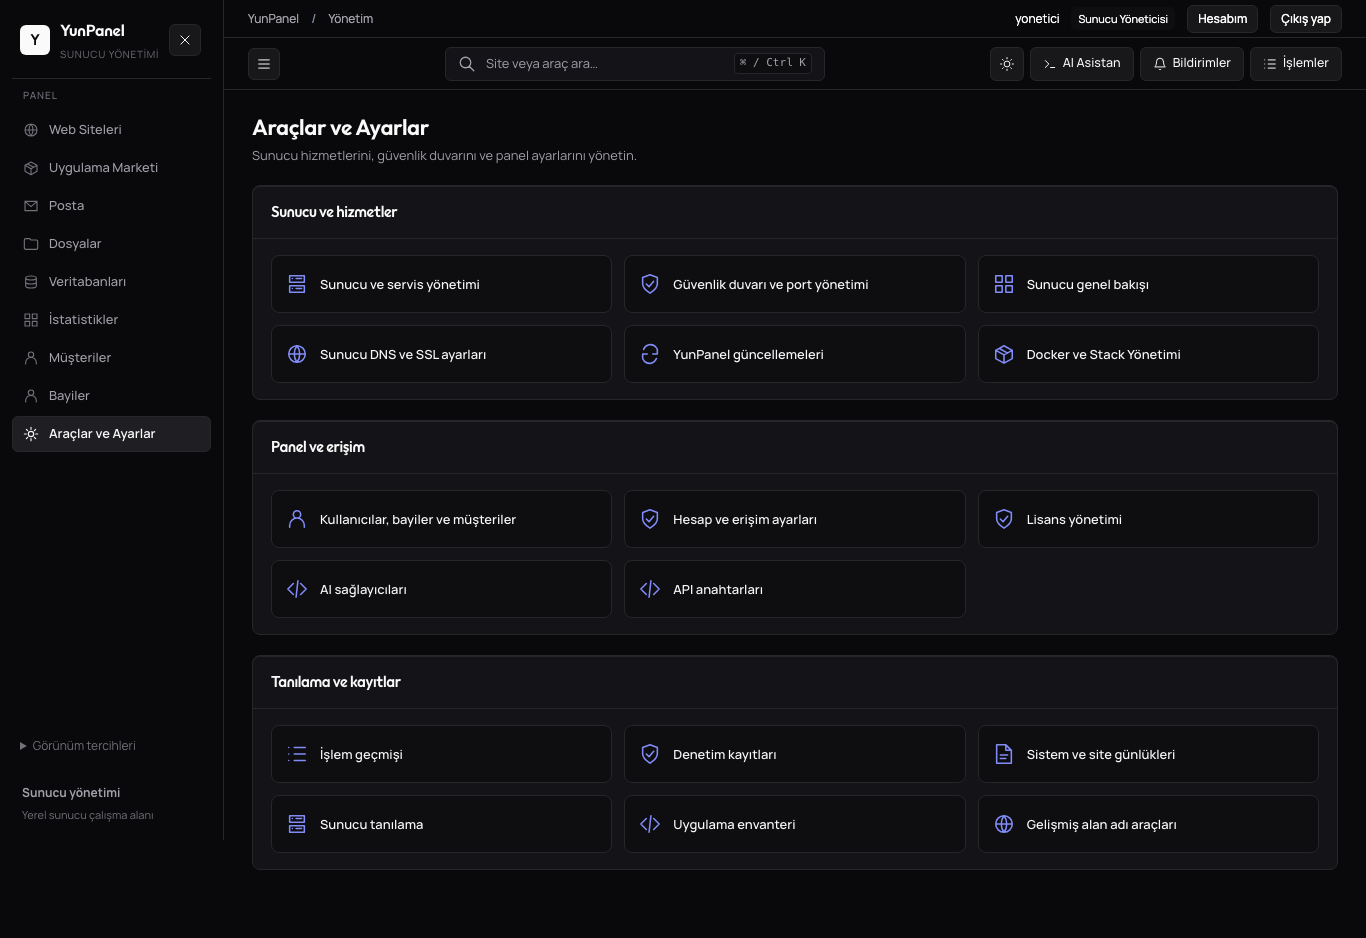 Y
YunPanel
SUNUCU YÖNETİMİ
PANEL
Web Siteleri
Uygulama Marketi
Posta
Dosyalar
Veritabanları
İstatistikler
Müşteriler
Bayiler
Araçlar ve Ayarlar
Görünüm tercihleri
Sunucu yönetimi
Yerel sunucu çalışma alanı
YunPanel / Yönetim
yonetici Sunucu Yöneticisi Hesabım Çıkış yap
Site veya araç ara... ⌘ / Ctrl K
AI Asistan Bildirimler İşlemler
Araçlar ve Ayarlar
Sunucu hizmetlerini, güvenlik duvarını ve panel ayarlarını yönetin.
Sunucu ve hizmetler
Sunucu ve servis yönetimi Güvenlik duvarı ve port yönetimi Sunucu genel bakışı
Sunucu DNS ve SSL ayarları YunPanel güncellemeleri Docker ve Stack Yönetimi
Panel ve erişim
Kullanıcılar, bayiler ve müşteriler Hesap ve erişim ayarları Lisans yönetimi
AI sağlayıcıları API anahtarları
Tanılama ve kayıtlar
İşlem geçmişi Denetim kayıtları Sistem ve site günlükleri
Sunucu tanılama Uygulama envanteri Gelişmiş alan adı araçları